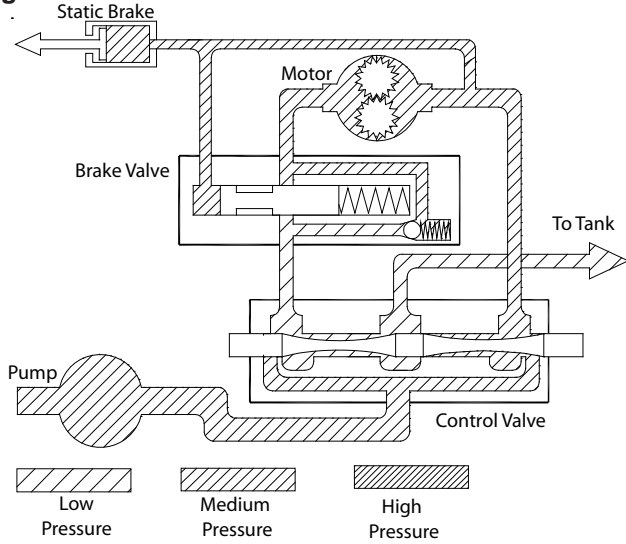 Static Brake
Motor
Brake Valve
To Tank
Pump
Control Valve
Low
Pressure
Medium
Pressure
High
Pressure